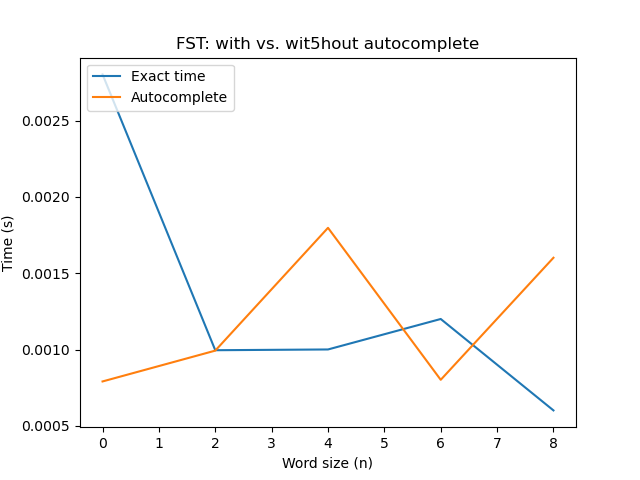 FST: with vs. wit5hout autocomplete
Exact time
Autocomplete
0.0025
0.0020
0.0015
0.0010
0.0005
Time (s)
0 1 2 3 4 5 6 7 8
Word size (n)